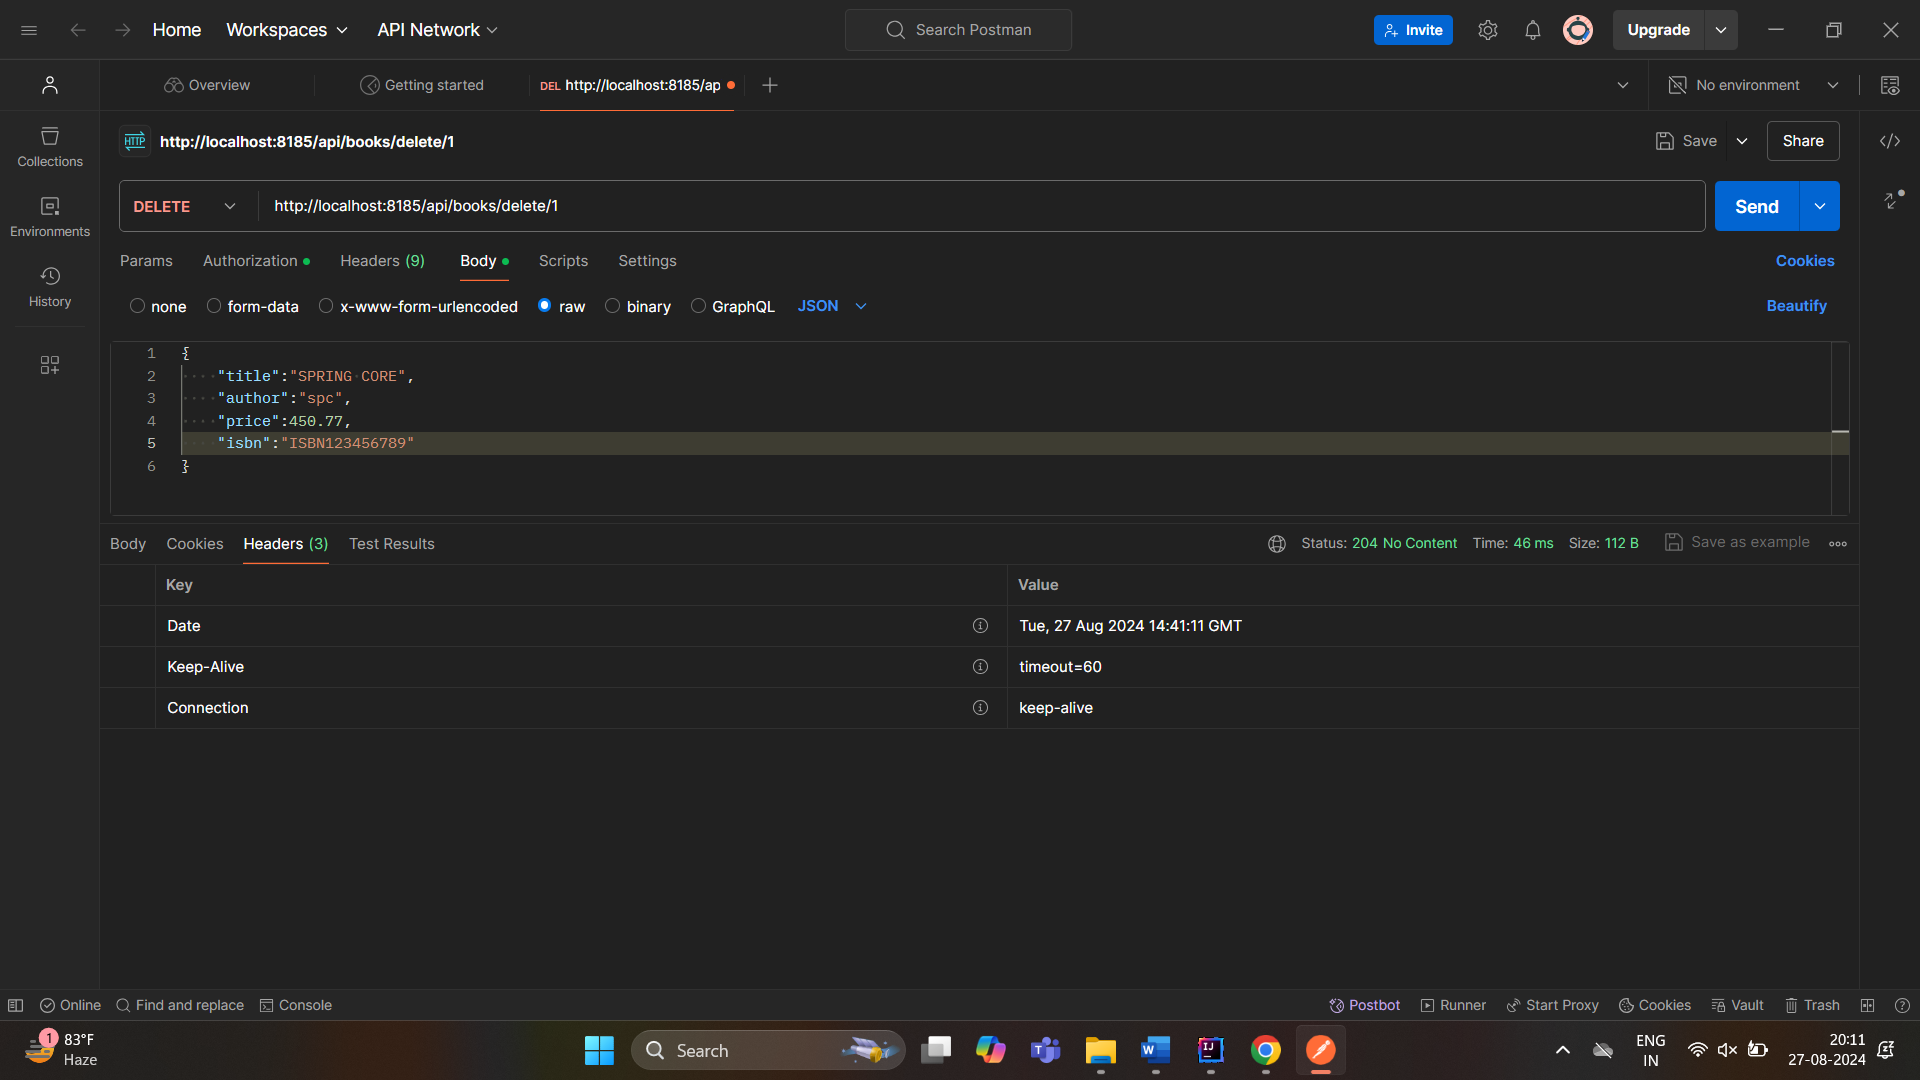 Home Workspaces API Network Search Postman Invite Upgrade
Overview Getting started DEL http://localhost:8185/ap No environment
HTTP http://localhost:8185/api/books/delete/1 Save Share
Collections
DELETE http://localhost:8185/api/books/delete/1 Send
Environments
Params Authorization Headers (9) Body Scripts Settings Cookies
History
none form-data x-www-form-urlencoded raw binary GraphQL JSON Beautify
1 {
2 "title":"SPRING CORE",
3 "author":"spc",
4 "price":450.77,
5 "isbn":"ISBN123456789"
6 }
Body Cookies Headers (3) Test Results Status: 204 No Content Time: 46 ms Size: 112 B Save as example
Key Value
Date Tue, 27 Aug 2024 14:41:11 GMT
Keep-Alive timeout=60
Connection keep-alive
Online Find and replace Console Postbot Runner Start Proxy Cookies Vault Trash
1 83°F Search ENG 20:11
Haze IN 27-08-2024